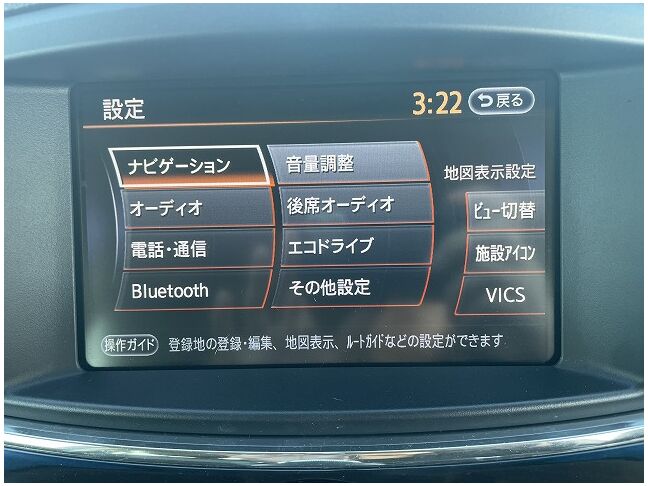 設定
3:22
戻る
ナビゲーション
音量調整
地図表示設定
オーディオ
後席オーディオ
ビュー切替
電話・通信
エコドライブ
施設アイコン
Bluetooth
その他設定
VICS
操作ガイド 登録地の登録・編集、地図表示、ルートガイドなどの設定ができます